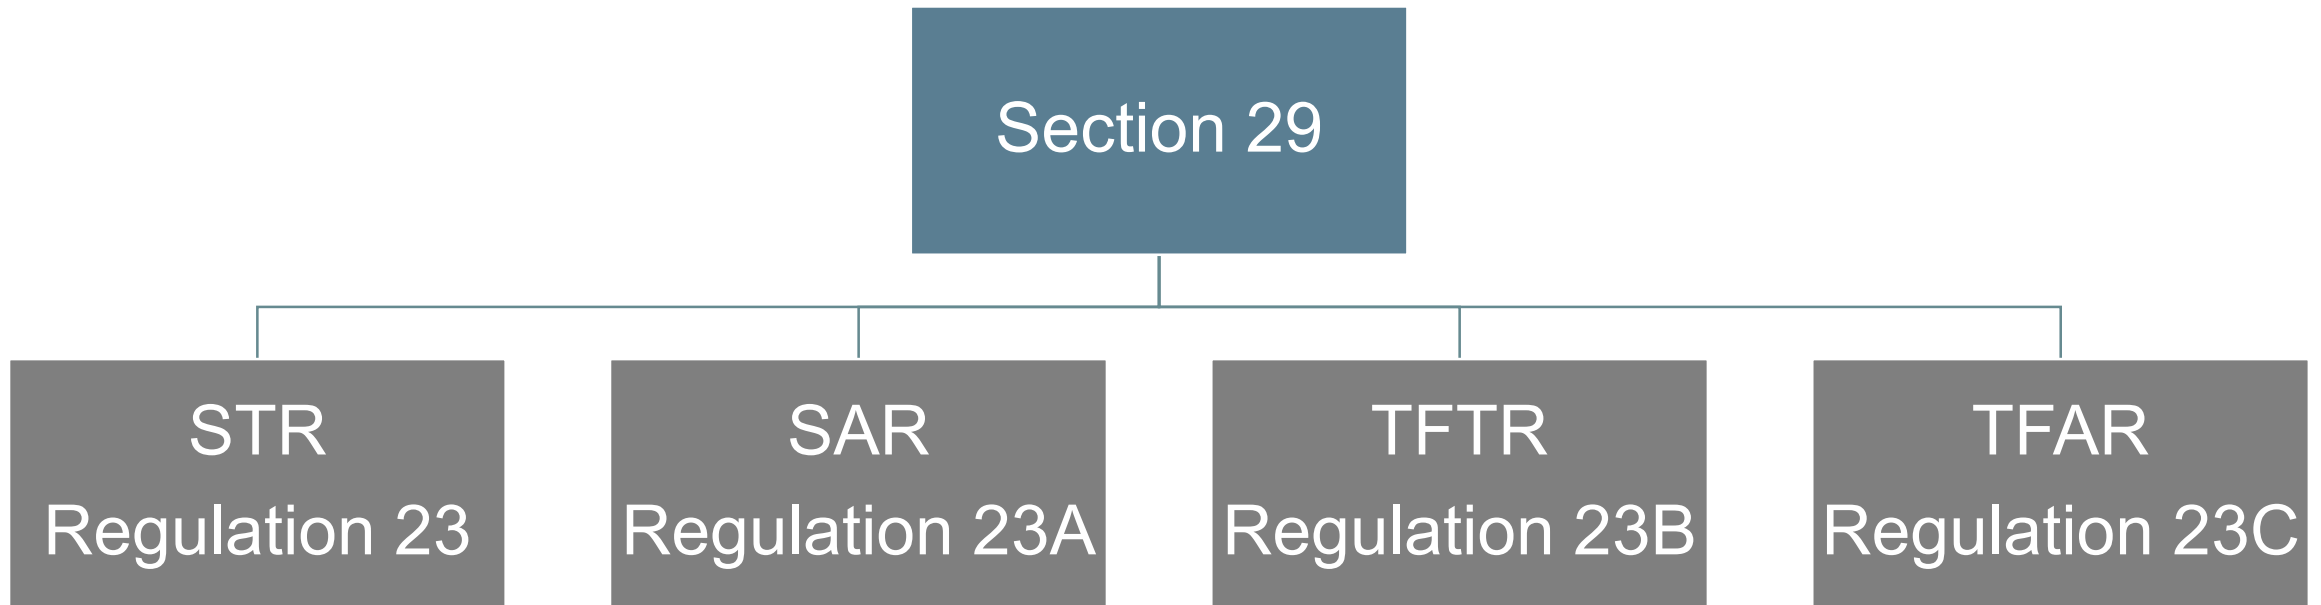 Section 29
STR
Regulation 23
SAR
Regulation 23A
TFTR
Regulation 23B
TFAR
Regulation 23C